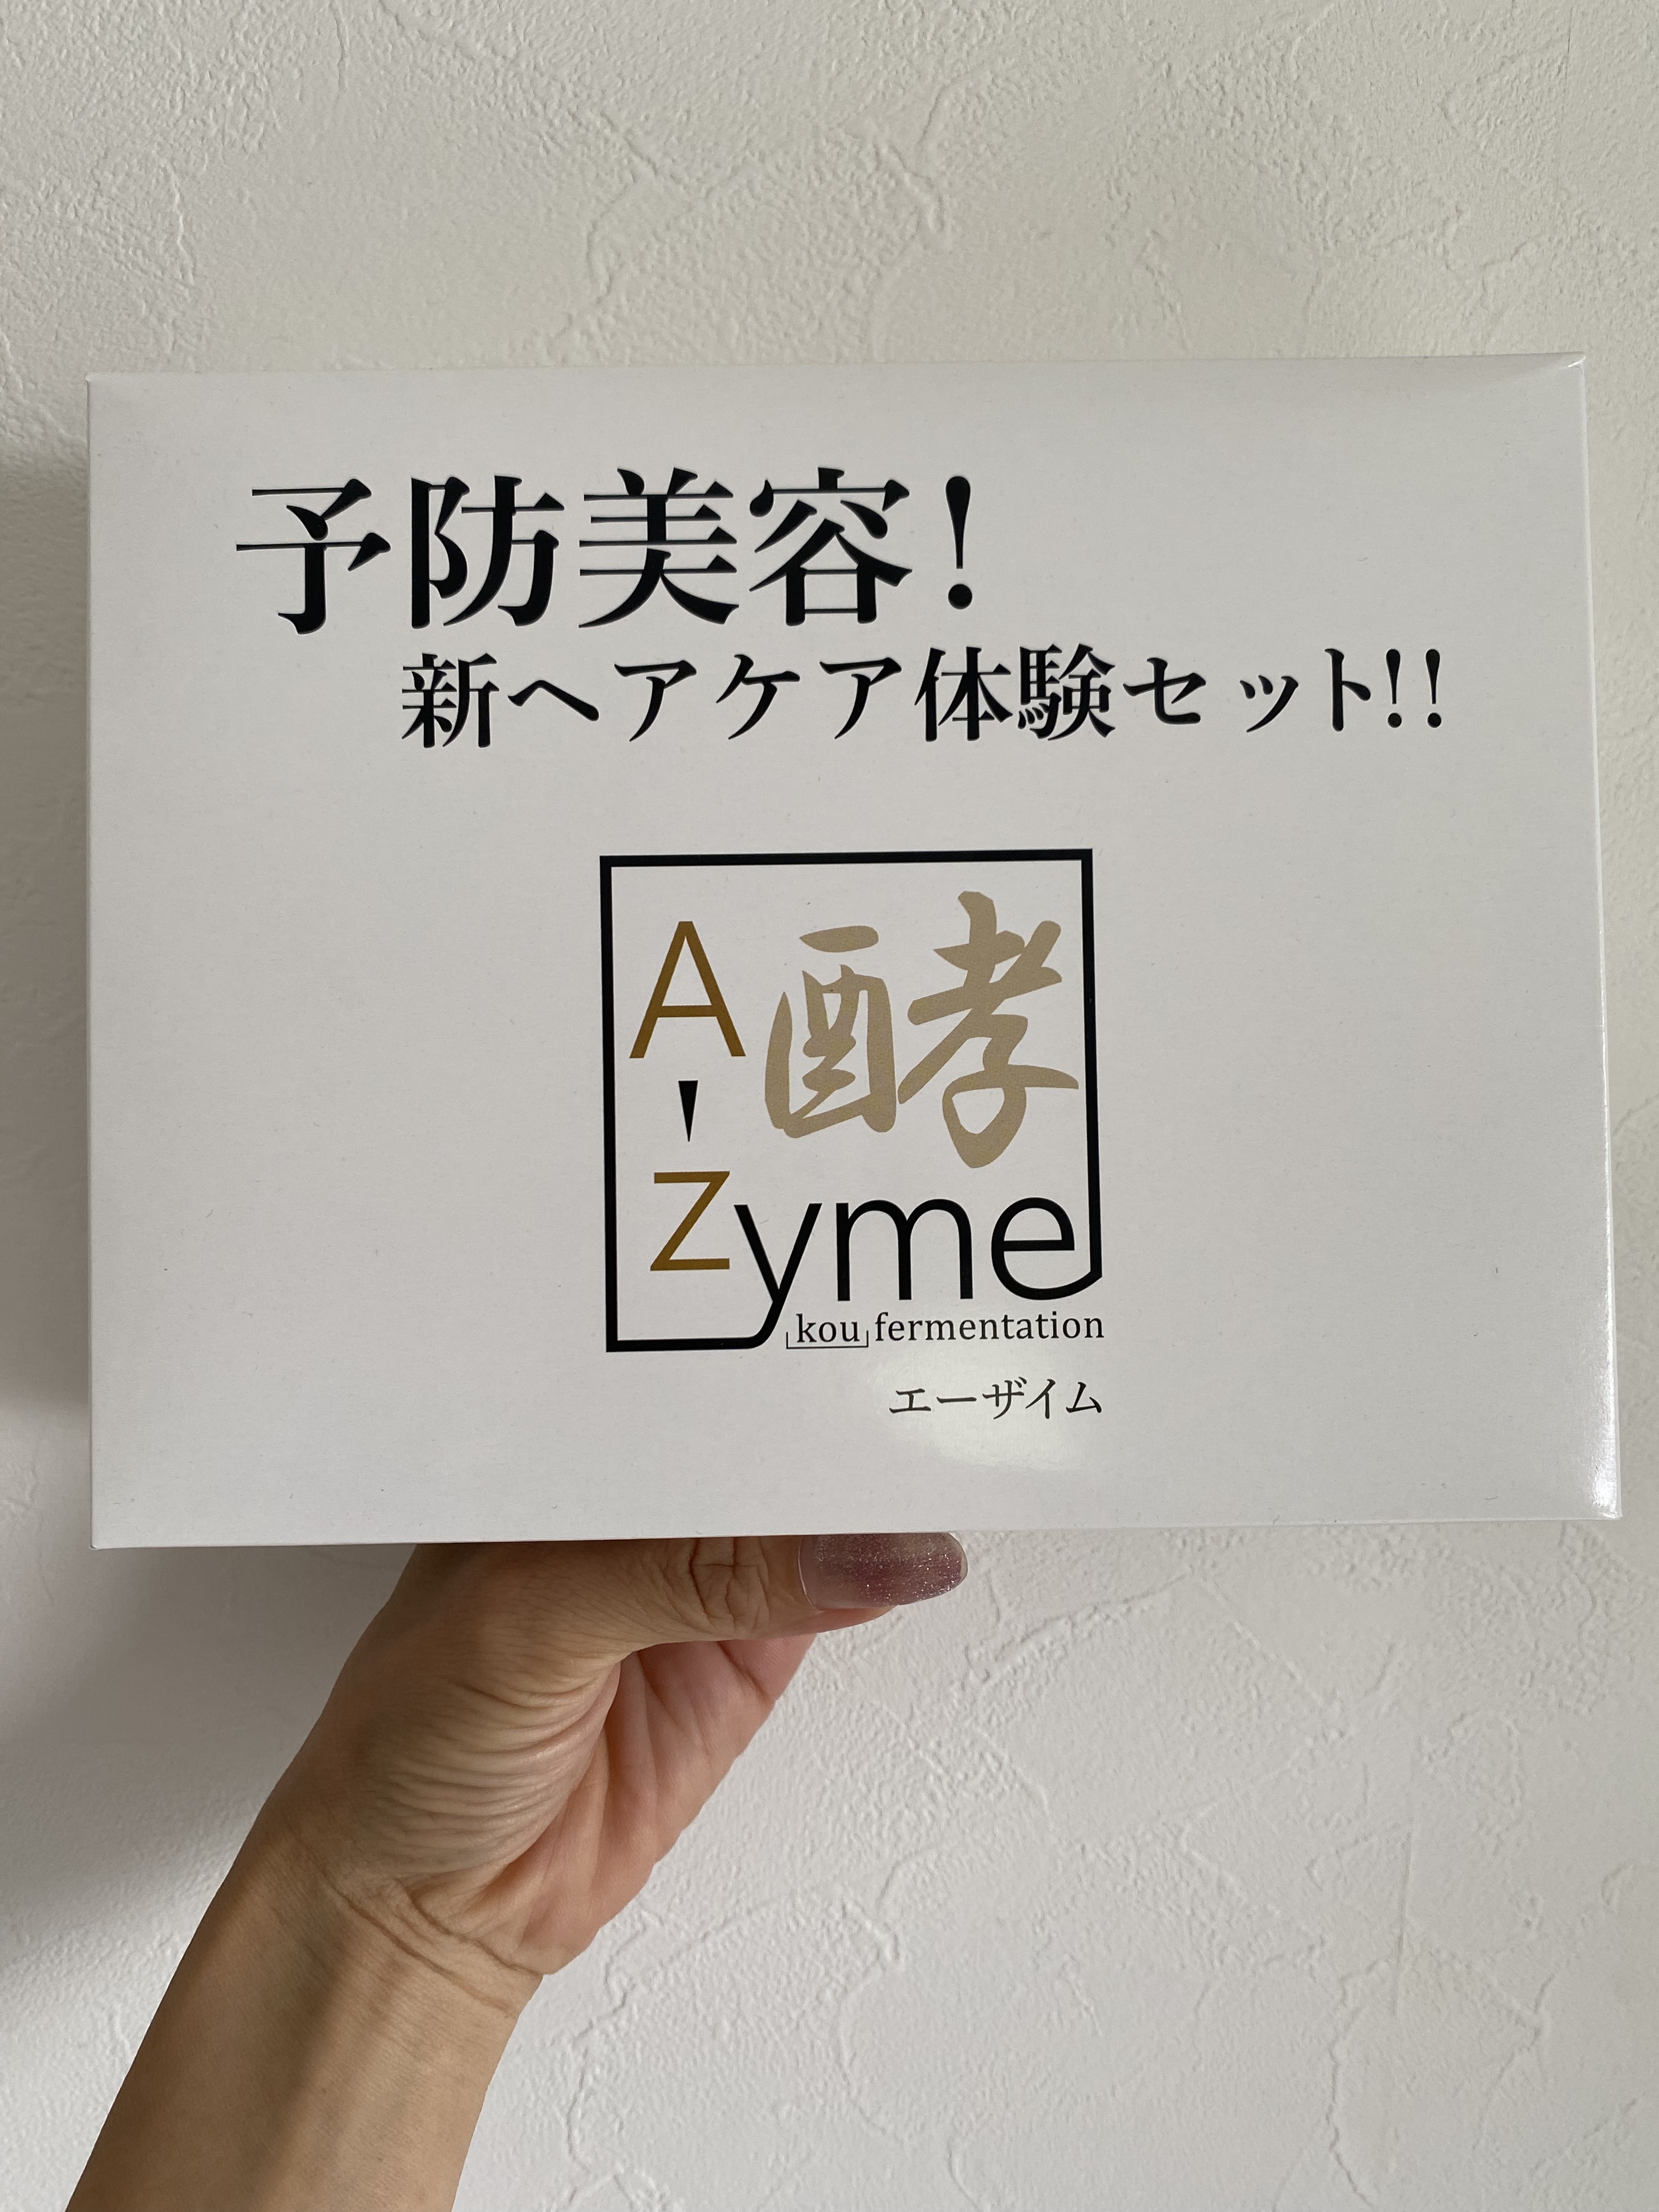 予防美容!
新ヘアケア体験セット!!
A 酵
'
Zyme
kou fermentation
エーザイム